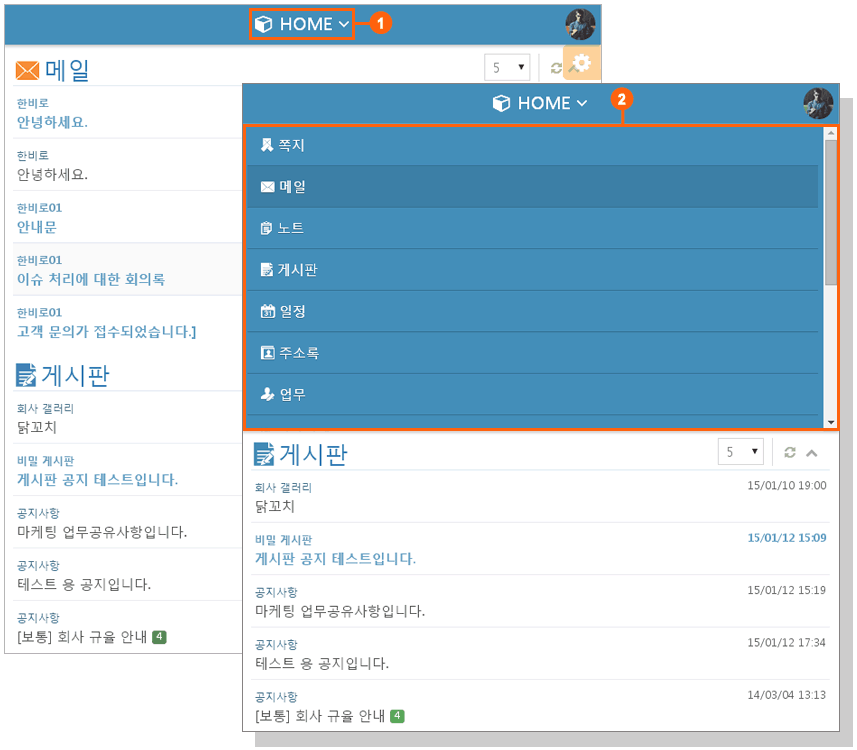 HOME
1
메일
5
한비로
안녕하세요.
한비로
안녕하세요.
한비로01
안내문
한비로01
이슈 처리에 대한 회의록
한비로01
고객 문의가 접수되었습니다.]
게시판
회사 갤러리
닭꼬치
비밀 게시판
게시판 공지 테스트입니다.
공지사항
마케팅 업무공유사항입니다.
공지사항
테스트 용 공지입니다.
공지사항
[보통] 회사 규율 안내 4
HOME
2
쪽지
메일
노트
게시판
31 일정
주소록
업무
게시판
5
회사 갤러리 15/01/10 19:00
닭꼬치
비밀 게시판 15/01/12 15:09
게시판 공지 테스트입니다.
공지사항 15/01/12 15:19
마케팅 업무공유사항입니다.
공지사항 15/01/12 17:34
테스트 용 공지입니다.
공지사항 14/03/04 13:13
[보통] 회사 규율 안내 4